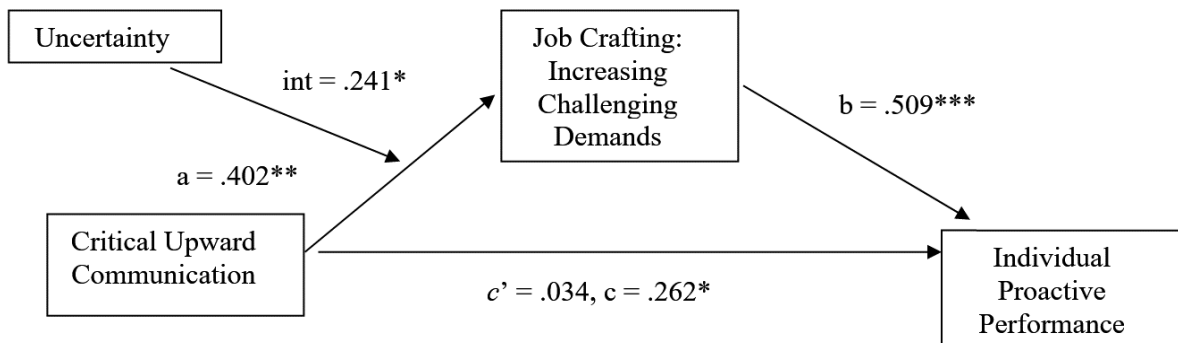 Uncertainty
int = .241*
Job Crafting:
Increasing
Challenging
Demands
b = .509***
a = .402**
Critical Upward
Communication
c’ = .034, c = .262*
Individual
Proactive
Performance